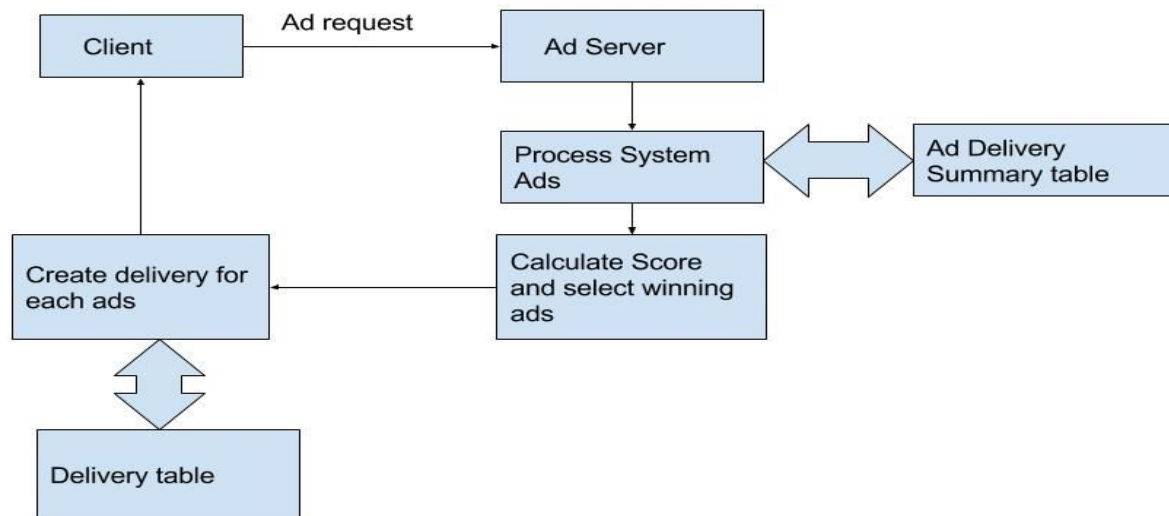 Client
Ad request
Ad Server
Process System
Ads
Ad Delivery
Summary table
Create delivery for
each ads
Calculate Score
and select winning
ads
Delivery table